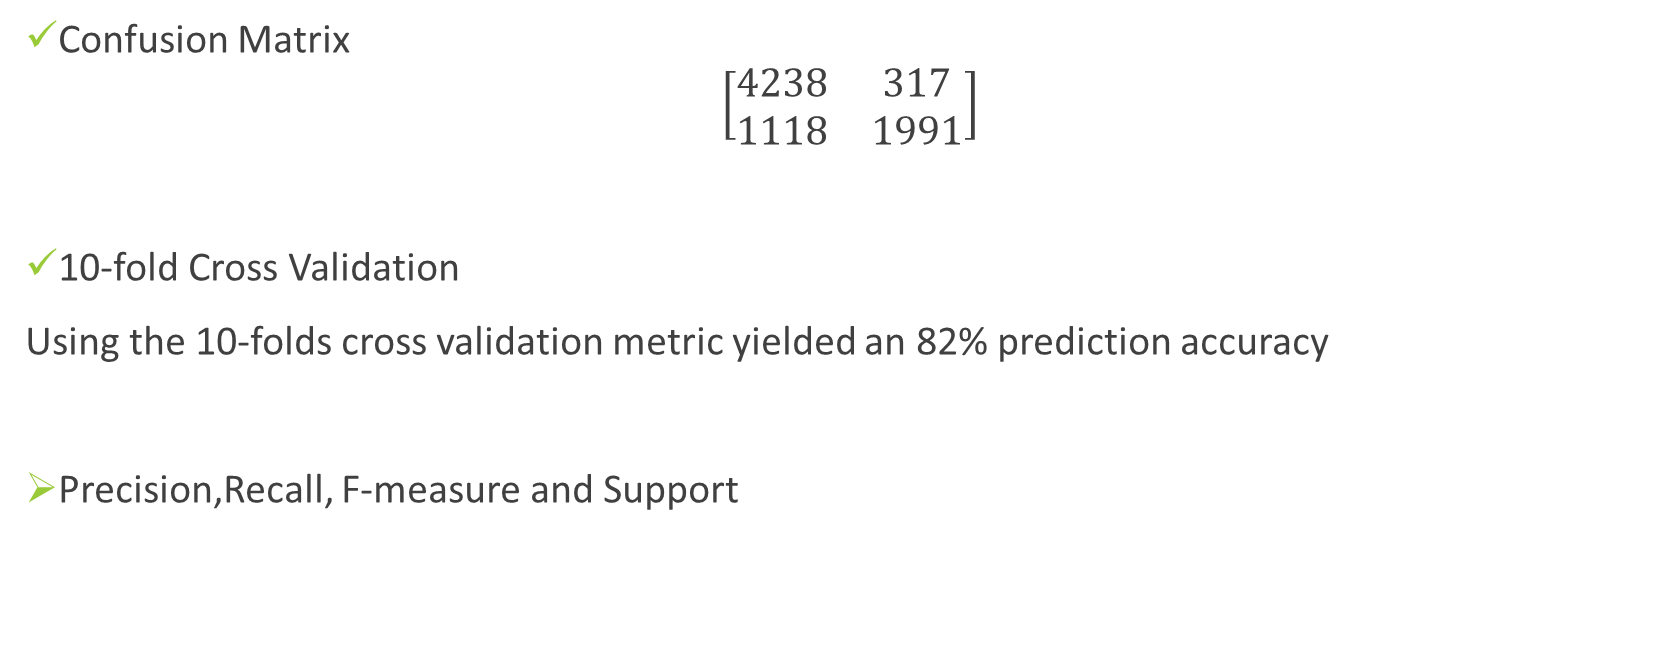 ✓Confusion Matrix
[4238 317
1118 1991]
✓10-fold Cross Validation
Using the 10-folds cross validation metric yielded an 82% prediction accuracy
➢Precision,Recall, F-measure and Support